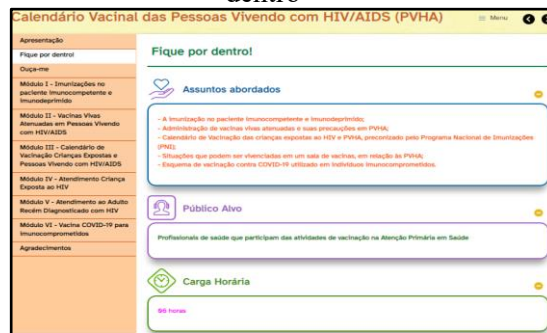 dentro
Calendário Vacinal das Pessoas Vivendo com HIV/AIDS (PVHA)
Menu
Apresentação
Fique por dentro!
Ouça-me
Módulo I - Imunizações no
paciente imunocompetente e
imunodeprimido
Módulo II - Vacinas Vivas
Atenuadas em Pessoas Vivendo
com HIV/AIDS
Módulo III - Calendário de
Vacinação Crianças Expostas e
Pessoas Vivendo com HIV/AIDS
Módulo IV - Atendimento Criança
Exposta ao HIV
Módulo V - Atendimento ao Adulto
Recém Diagnosticado com HIV
Módulo VI - Vacina COVID-19 para
imunocomprometidos
Agradecimentos
Fique por dentro!
Assuntos abordados
- A imunização no paciente imunocompetente e imunodeprimido;
- Administração de vacinas vivas atenuadas e suas precauções em PVHA;
- Calendário de Vacinação das crianças expostas ao HIV e PVHA, preconizado pelo Programa Nacional de Imunizações
(PNI);
- Situações que podem ser vivenciadas em um sala de vacinas, em relação às PVHA;
- Esquema de vacinação contra COVID-19 utilizado em indivíduos imunocomprometidos.
Público Alvo
Profissionais de saúde que participam das atividades de vacinação na Atenção Primária em Saúde
Carga Horária
horas